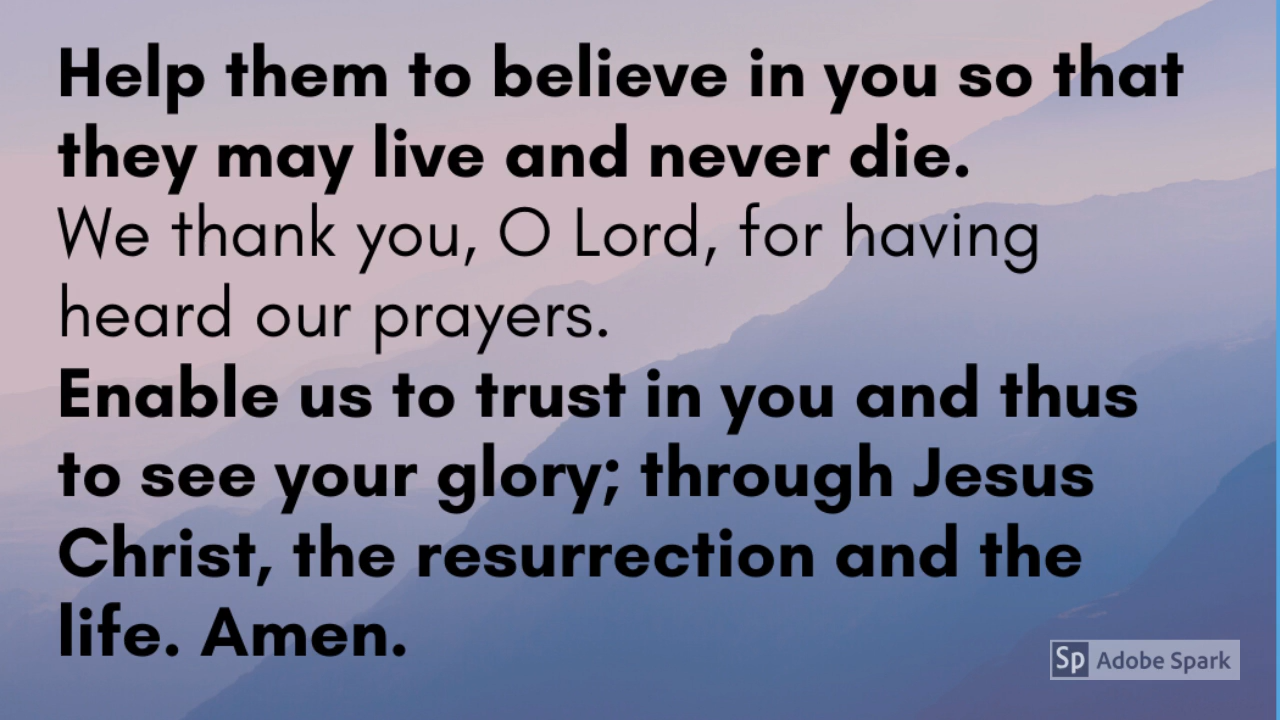 Help them to believe in you so that
they may live and never die.
We thank you, O Lord, for having
heard our prayers.
Enable us to trust in you and thus
to see your glory; through Jesus
Christ, the resurrection and the
life. Amen.
Sp Adobe Spark